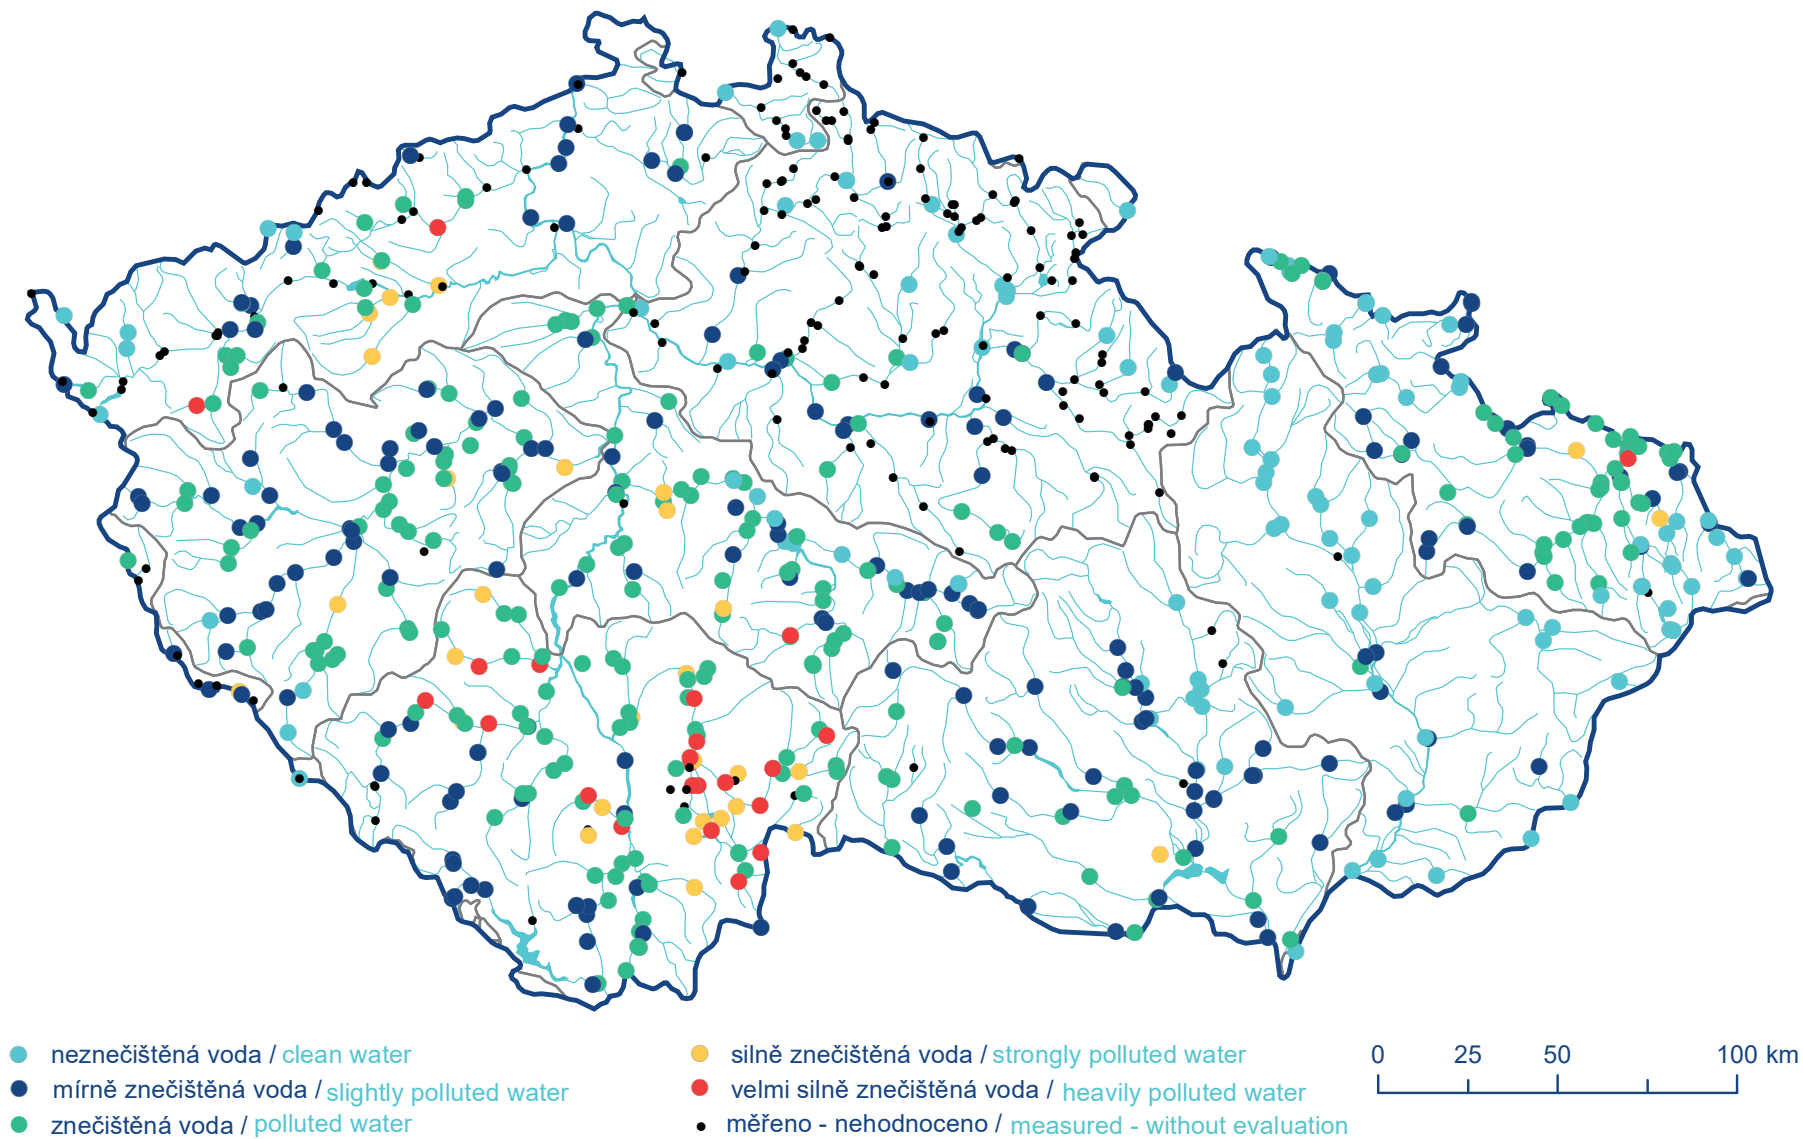 neznečištěná voda / clean water
mírně znečištěná voda / slightly polluted water
znečištěná voda / polluted water
silně znečištěná voda / strongly polluted water
velmi silně znečištěná voda / heavily polluted water
měřeno - nehodnoceno / measured - without evaluation
0 25 50 100 km